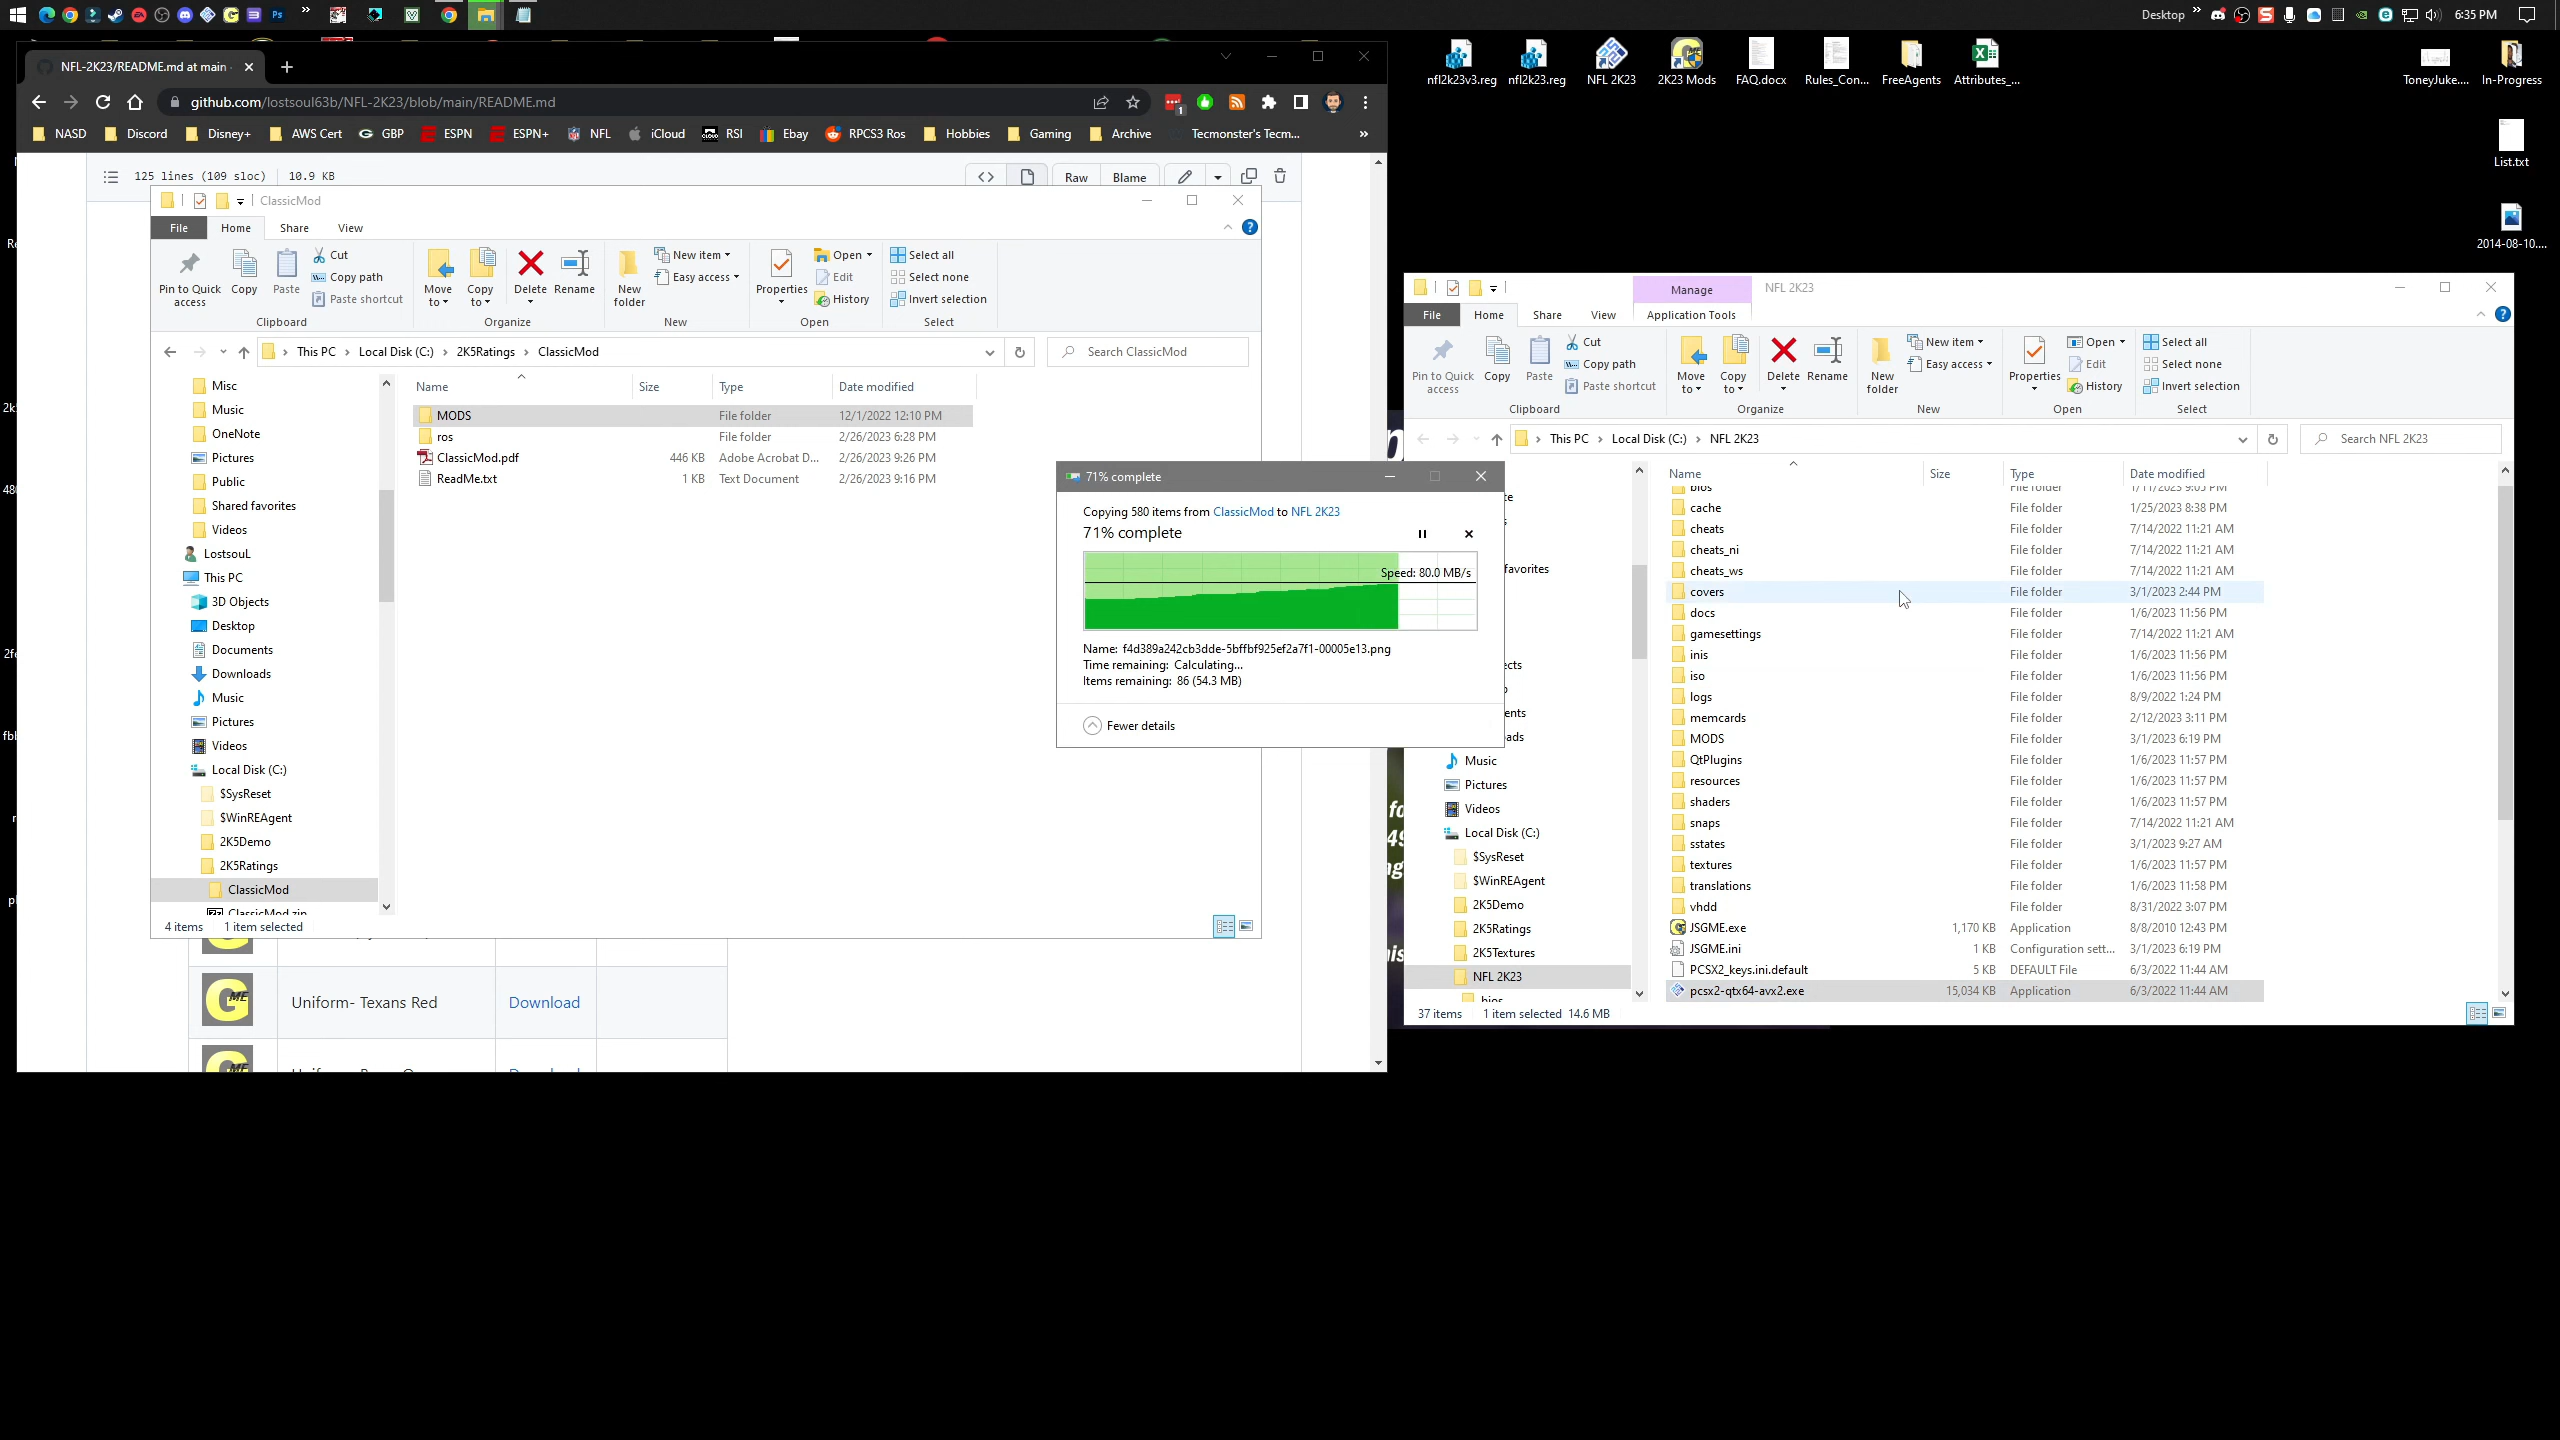 Desktop
6:35 PM
NFL-2K23/README.md at main
github.com/lostsoul63b/NFL-2K23/blob/main/README.md
NASD
Discord
Disney+
AWS Cert
GBP
ESPN
ESPN+
NFL
iCloud
RSI
Ebay
RPCS3 Ros
Hobbies
Gaming
Archive
Tecmonster's Tecm...
nfl2k23v3.reg
nfl2k23.reg
NFL 2K23
2K23 Mods
FAQ.docx
Rules_Con...
FreeAgents
Attributes_...
ToneyJuke....
In-Progress
List.txt
2014-08-10....
125 lines (109 sloc)
10.9 KB
Raw
Blame
ClassicMod
File
Home
Share
View
Pin to Quick access
Copy
Paste
Cut
Copy path
Paste shortcut
Clipboard
Move to
Copy to
Delete
Rename
Organize
New folder
New item
Easy access
New
Properties
Open
Edit
History
Open
Select all
Select none
Invert selection
Select
This PC
Local Disk (C:)
2K5Ratings
ClassicMod
Search ClassicMod
Misc
Music
OneNote
Pictures
Public
Shared favorites
Videos
LostsouL
This PC
3D Objects
Desktop
Documents
Downloads
Music
Pictures
Videos
Local Disk (C:)
$SysReset
$WinREAgent
2K5Demo
2K5Ratings
ClassicMod
ClassicMod.zip
Name Size Type Date modified
MODS File folder 12/1/2022 12:10 PM
ros File folder 2/26/2023 6:28 PM
ClassicMod.pdf 446 KB Adobe Acrobat D... 2/26/2023 9:26 PM
ReadMe.txt 1 KB Text Document 2/26/2023 9:16 PM
4 items 1 item selected
Uniform- Texans Red
Download
71% complete
Copying 580 items from ClassicMod to NFL 2K23
71% complete
Speed: 80.0 MB/s
Name: f4d389a242cb3dde-5bffbf925ef2a7f1-00005e13.png
Time remaining: Calculating...
Items remaining: 86 (54.3 MB)
Fewer details
Manage
NFL 2K23
File
Home
Share
View
Application Tools
Pin to Quick access
Copy
Paste
Cut
Copy path
Paste shortcut
Clipboard
Move to
Copy to
Delete
Rename
Organize
New folder
New item
Easy access
New
Properties
Open
Edit
History
Open
Select all
Select none
Invert selection
Select
This PC
Local Disk (C:)
NFL 2K23
Search NFL 2K23
favorites
Music
Pictures
Videos
Local Disk (C:)
$SysReset
$WinREAgent
2K5Demo
2K5Ratings
2K5Textures
NFL 2K23
bios
Name Size Type Date modified
bios File folder 1/11/2023 9:05 PM
cache File folder 1/25/2023 8:38 PM
cheats File folder 7/14/2022 11:21 AM
cheats_ni File folder 7/14/2022 11:21 AM
cheats_ws File folder 7/14/2022 11:21 AM
covers File folder 3/1/2023 2:44 PM
docs File folder 1/6/2023 11:56 PM
gamesettings File folder 7/14/2022 11:21 AM
inis File folder 1/6/2023 11:56 PM
iso File folder 1/6/2023 11:56 PM
logs File folder 8/9/2022 1:24 PM
memcards File folder 2/12/2023 3:11 PM
MODS File folder 3/1/2023 6:19 PM
QtPlugins File folder 1/6/2023 11:57 PM
resources File folder 1/6/2023 11:57 PM
shaders File folder 1/6/2023 11:57 PM
snaps File folder 7/14/2022 11:21 AM
sstates File folder 3/1/2023 9:27 AM
textures File folder 1/6/2023 11:57 PM
translations File folder 1/6/2023 11:58 PM
vhdd File folder 8/31/2022 3:07 PM
JSGME.exe 1,170 KB Application 8/8/2010 12:43 PM
JSGME.ini 1 KB Configuration sett... 3/1/2023 6:19 PM
PCSX2_keys.ini.default 5 KB DEFAULT File 6/3/2022 11:44 AM
pcsx2-qtx64-avx2.exe 15,034 KB Application 6/3/2022 11:44 AM
37 items 1 item selected 14.6 MB